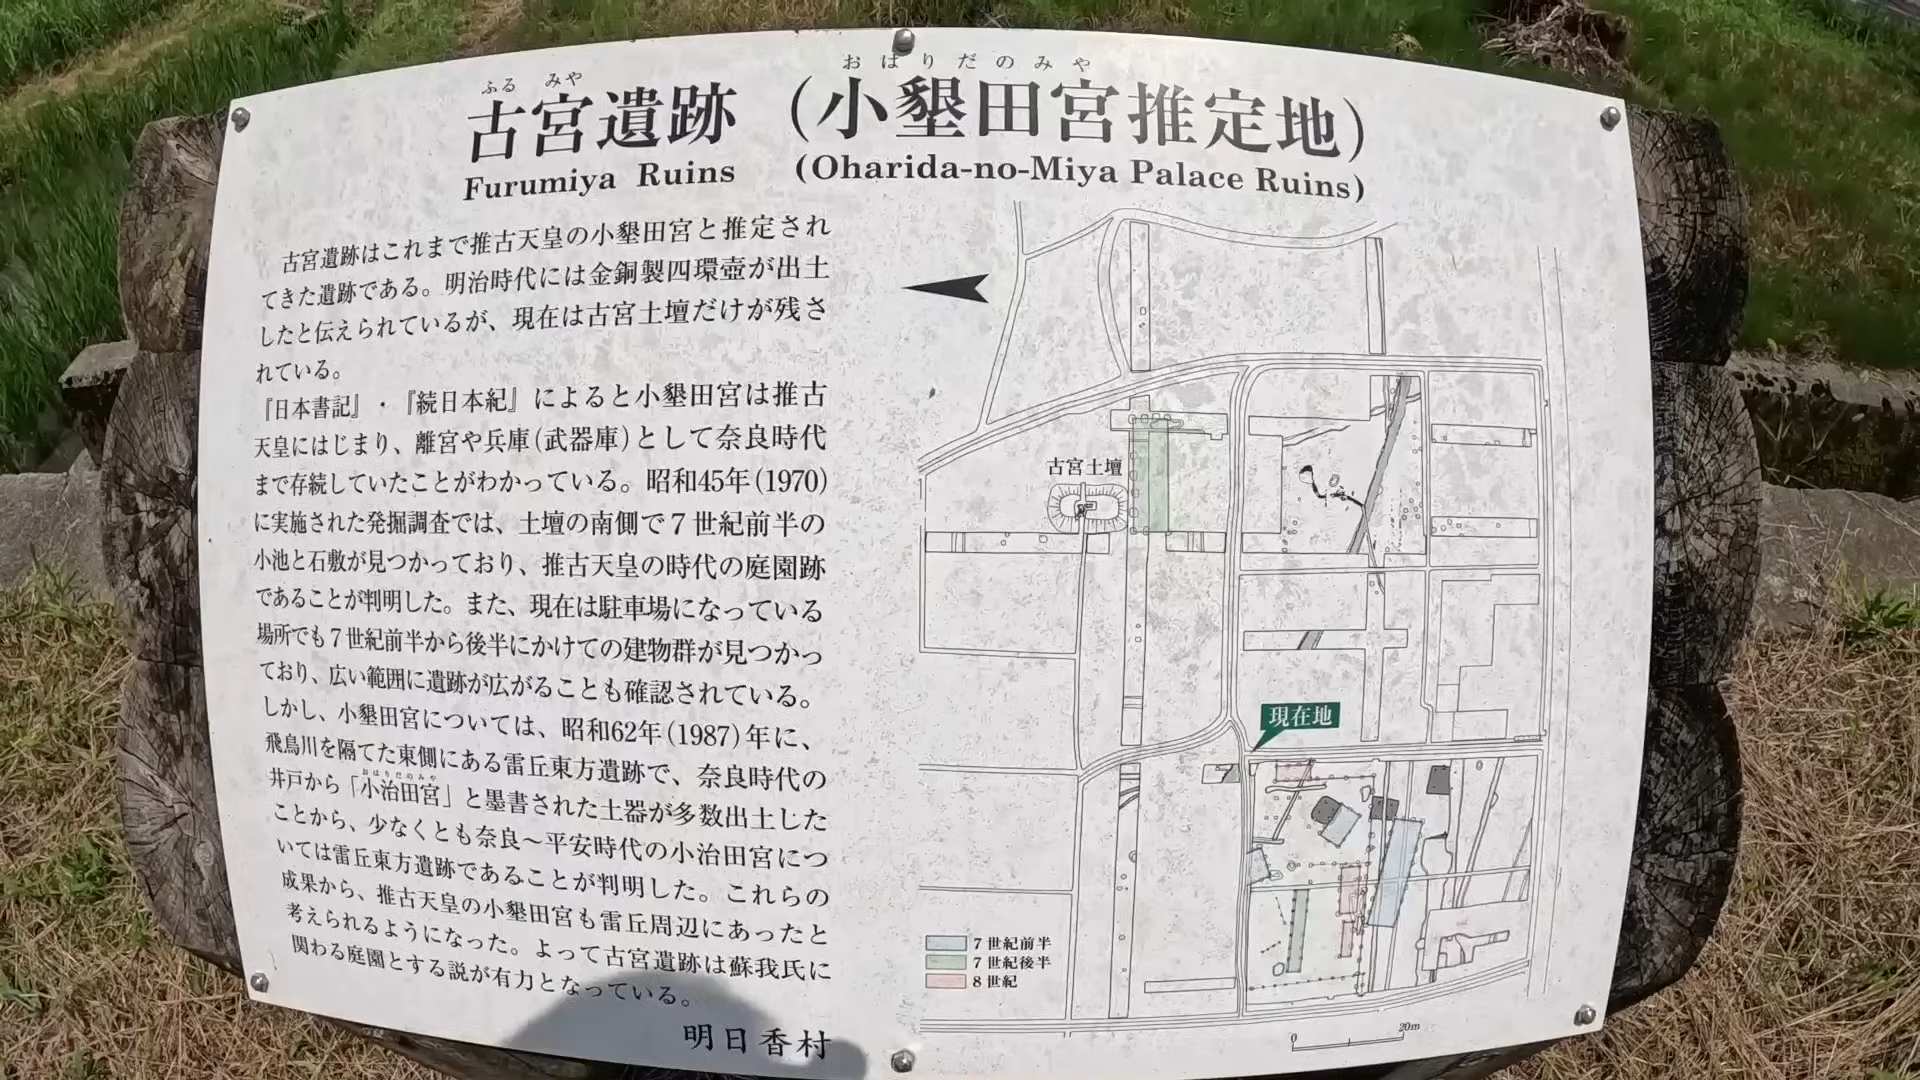 おはりだのみや
ふる みや
古宮遺跡 (小墾田宮推定地)
Furumiya Ruins (Oharida-no-Miya Palace Ruins)
古宮遺跡はこれまで推古天皇の小墾田宮と推定され
てきた遺跡である。明治時代には金銅製四環壺が出土
したと伝えられているが、現在は古宮土壇だけが残さ
れている。
『日本書記』・『続日本紀』によると小墾田宮は推古
天皇にはじまり、離宮や兵庫(武器庫)として奈良時代
まで存続していたことがわかっている。昭和45年(1970)
に実施された発掘調査では、土壇の南側で7世紀前半の
小池と石敷が見つかっており、推古天皇の時代の庭園跡
であることが判明した。また、現在は駐車場になっている
場所でも7世紀前半から後半にかけての建物群が見つかっ
ており、広い範囲に遺跡が広がることも確認されている。
しかし、小墾田宮については、昭和62年(1987)年に、
飛鳥川を隔てた東側にある雷丘東方遺跡で、奈良時代の
おはりだのみや
井戸から「小治田宮」と墨書された土器が多数出土した
ことから、少なくとも奈良～平安時代の小治田宮につ
いては雷丘東方遺跡であることが判明した。これらの
成果から、推古天皇の小墾田宮も雷丘周辺にあったと
考えられるようになった。よって古宮遺跡は蘇我氏に
関わる庭園とする説が有力となっている。
明日香村
古宮土壇
現在地
7世紀前半
7世紀後半
8世紀
0 20m